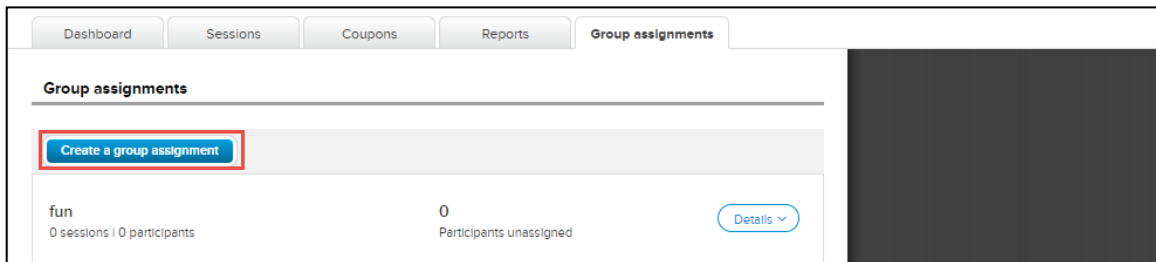 Dashboard Sessions Coupons Reports Group assignments
Group assignments
Create a group assignment
fun 0 Details
0 sessions | 0 participants Participants unassigned